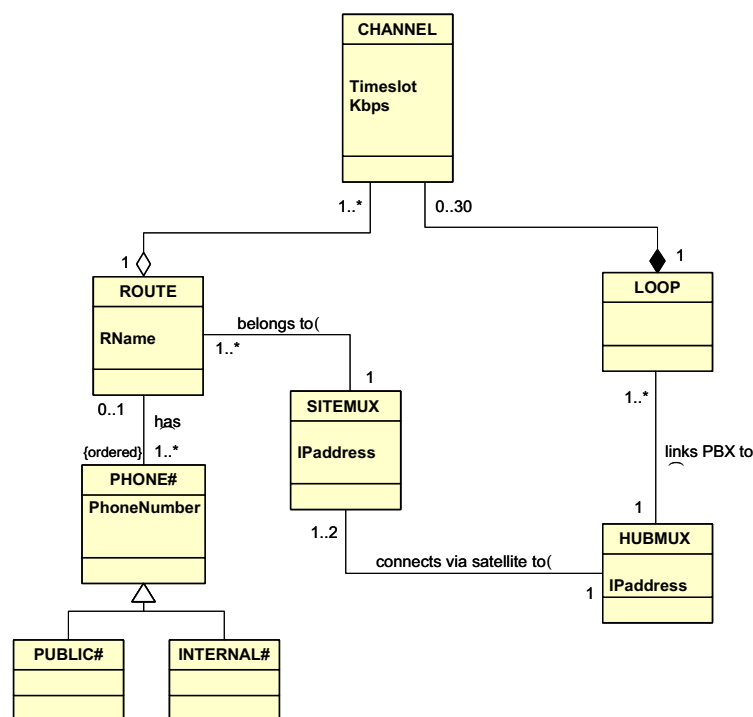 CHANNEL
Timeslot
Kbps
1..*
0..30
1
1
ROUTE
LOOP
RName
belongs to(
1..*
1
0..1
has
{ordered}
1..*
SITEMUX
IPaddress
1..*
links PBX to
PHONE#
PhoneNumber
1..2
connects via satellite to(
1
1
HUBMUX
IPaddress
PUBLIC#
INTERNAL#